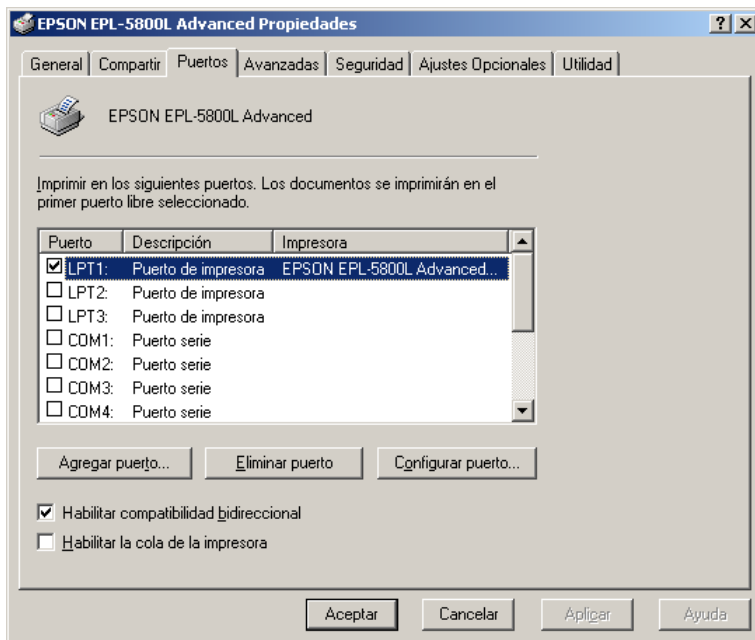 EPSON EPL-5800L Advanced Propiedades
General Compartir Puertos Avanzadas Seguridad Ajustes Opcionales Utilidad
EPSON EPL-5800L Advanced
Imprimir en los siguientes puertos. Los documentos se imprimirán en el
primer puerto libre seleccionado.
Puerto Descripción Impresora
LPT1: Puerto de impresora EPSON EPL-5800L Advanced...
LPT2: Puerto de impresora
LPT3: Puerto de impresora
COM1: Puerto serie
COM2: Puerto serie
COM3: Puerto serie
COM4: Puerto serie
Agregar puerto... Eliminar puerto Configurar puerto...
Habilitar compatibilidad bidireccional
Habilitar la cola de la impresora
Aceptar Cancelar Aplicar Ayuda